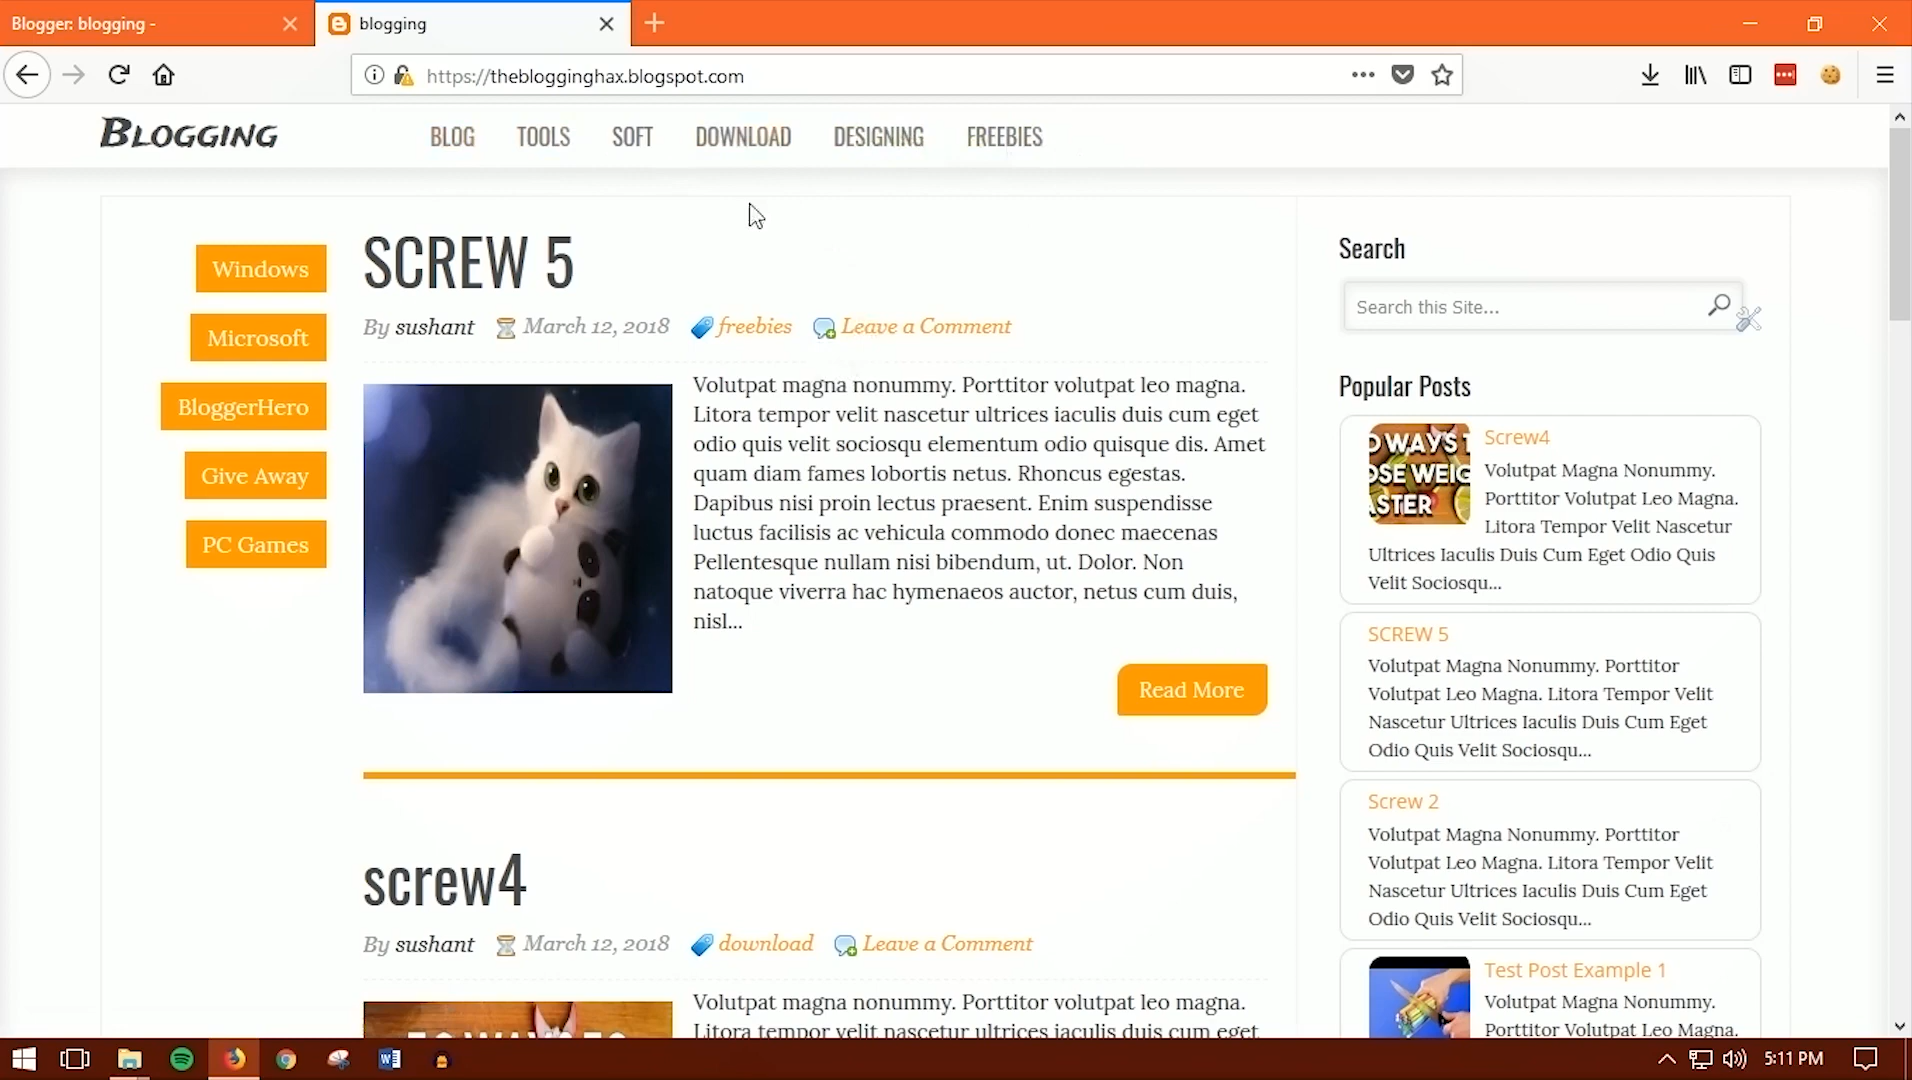 Blogger: blogging -
blogging
https://theblogginghax.blogspot.com
Blogging
BLOG TOOLS SOFT DOWNLOAD DESIGNING FREEBIES
Windows
Microsoft
BloggerHero
Give Away
PC Games
SCREW 5
By sushant March 12, 2018 freebies Leave a Comment
Volutpat magna nonummy. Porttitor volutpat leo magna.
Litora tempor velit nascetur ultrices iaculis duis cum eget
odio quis velit sociosqu elementum odio quisque dis. Amet
quam diam fames lobortis netus. Rhoncus egestas.
Dapibus nisi proin lectus praesent. Enim suspendisse
luctus facilisis ac vehicula commodo donec maecenas
Pellentesque nullam nisi bibendum, ut. Dolor. Non
natoque viverra hac hymenaeos auctor, netus cum duis,
nisl...
Read More
screw4
By sushant March 12, 2018 download Leave a Comment
Volutpat magna nonummy. Porttitor volutpat leo magna.
Litora tempor velit nascetur ultrices iaculis duis cum eget
Search
Search this Site...
Popular Posts
Screw4
Volutpat Magna Nonummy.
Porttitor Volutpat Leo Magna.
Litora Tempor Velit Nascetur
Ultrices Iaculis Duis Cum Eget Odio Quis
Velit Sociosqu...
SCREW 5
Volutpat Magna Nonummy. Porttitor
Volutpat Leo Magna. Litora Tempor Velit
Nascetur Ultrices Iaculis Duis Cum Eget
Odio Quis Velit Sociosqu...
Screw 2
Volutpat Magna Nonummy. Porttitor
Volutpat Leo Magna. Litora Tempor Velit
Nascetur Ultrices Iaculis Duis Cum Eget
Odio Quis Velit Sociosqu...
Test Post Example 1
Volutpat Magna Nonummy.
Porttitor Volutpat Leo Magna.
5:11 PM